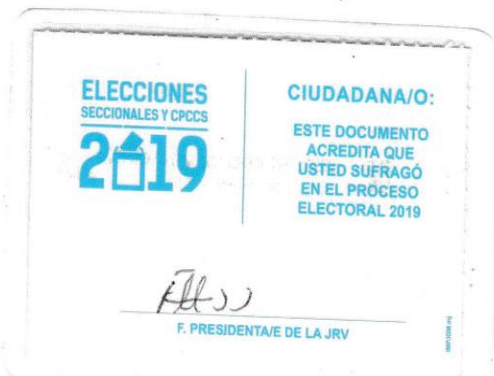 ELECCIONES
SECCIONALES Y CPCCS
2019
CIUDADANA/O:
ESTE DOCUMENTO
ACREDITA QUE
USTED SUFRAGÓ
EN EL PROCESO
ELECTORAL 2019
F. PRESIDENTA/E DE LA JRV